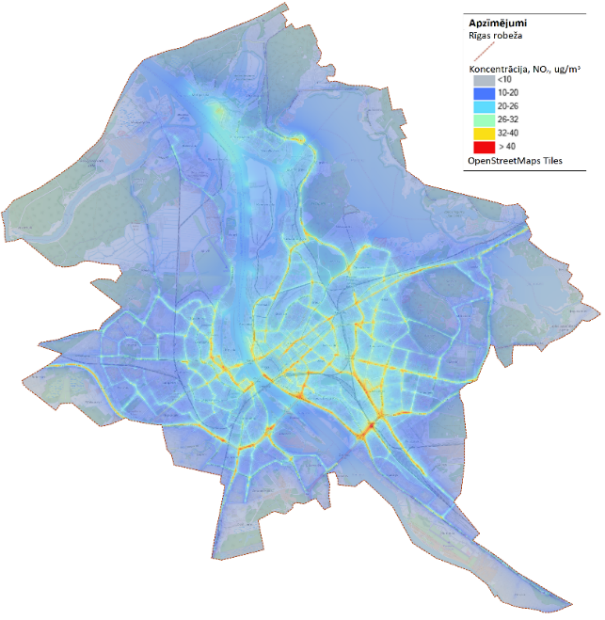 Apzīmējumi
Rīgas robeža
Koncentrācija, NO₂, ug/m³
<10
10-20
20-26
26-32
32-40
> 40
OpenStreetMaps Tiles